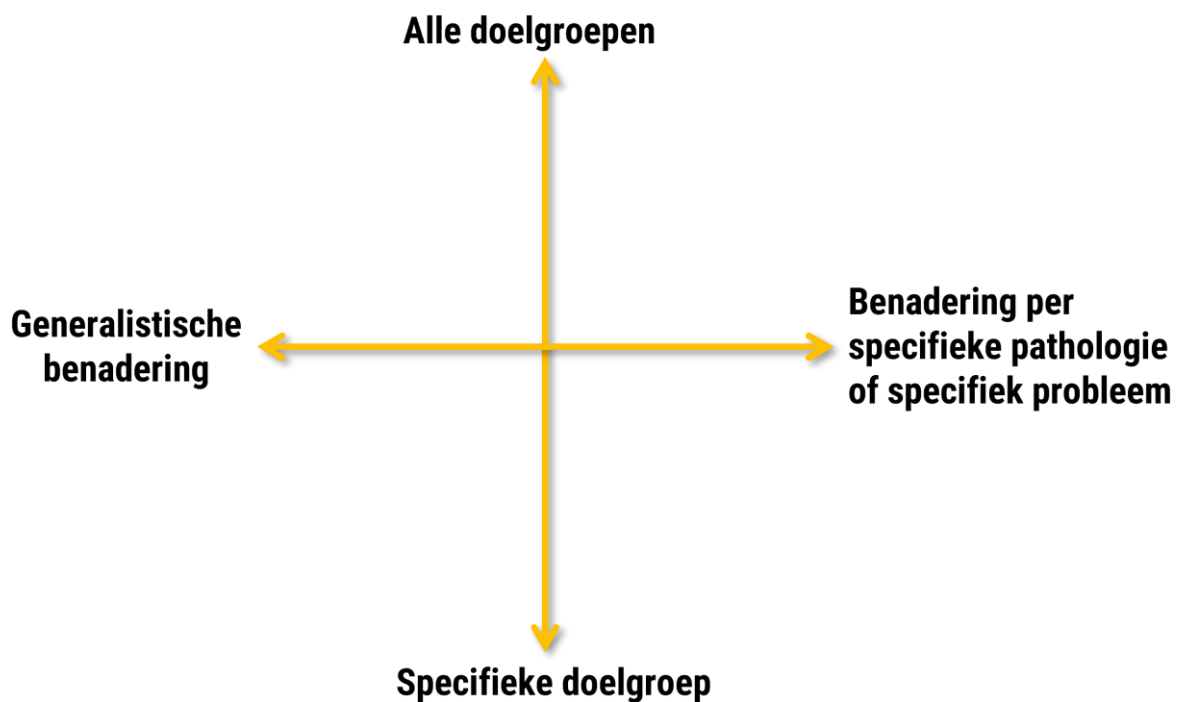 Alle doelgroepen
Generalistische
benadering
Benadering per
specifieke pathologie
of specifiek probleem
Specifieke doelgroep